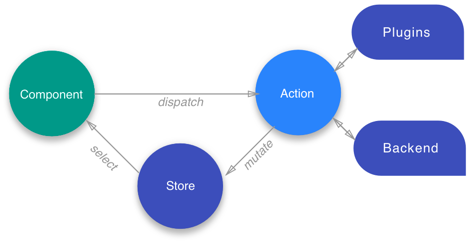 Plugins
Component
Action
dispatch
Backend
select
mutate
Store